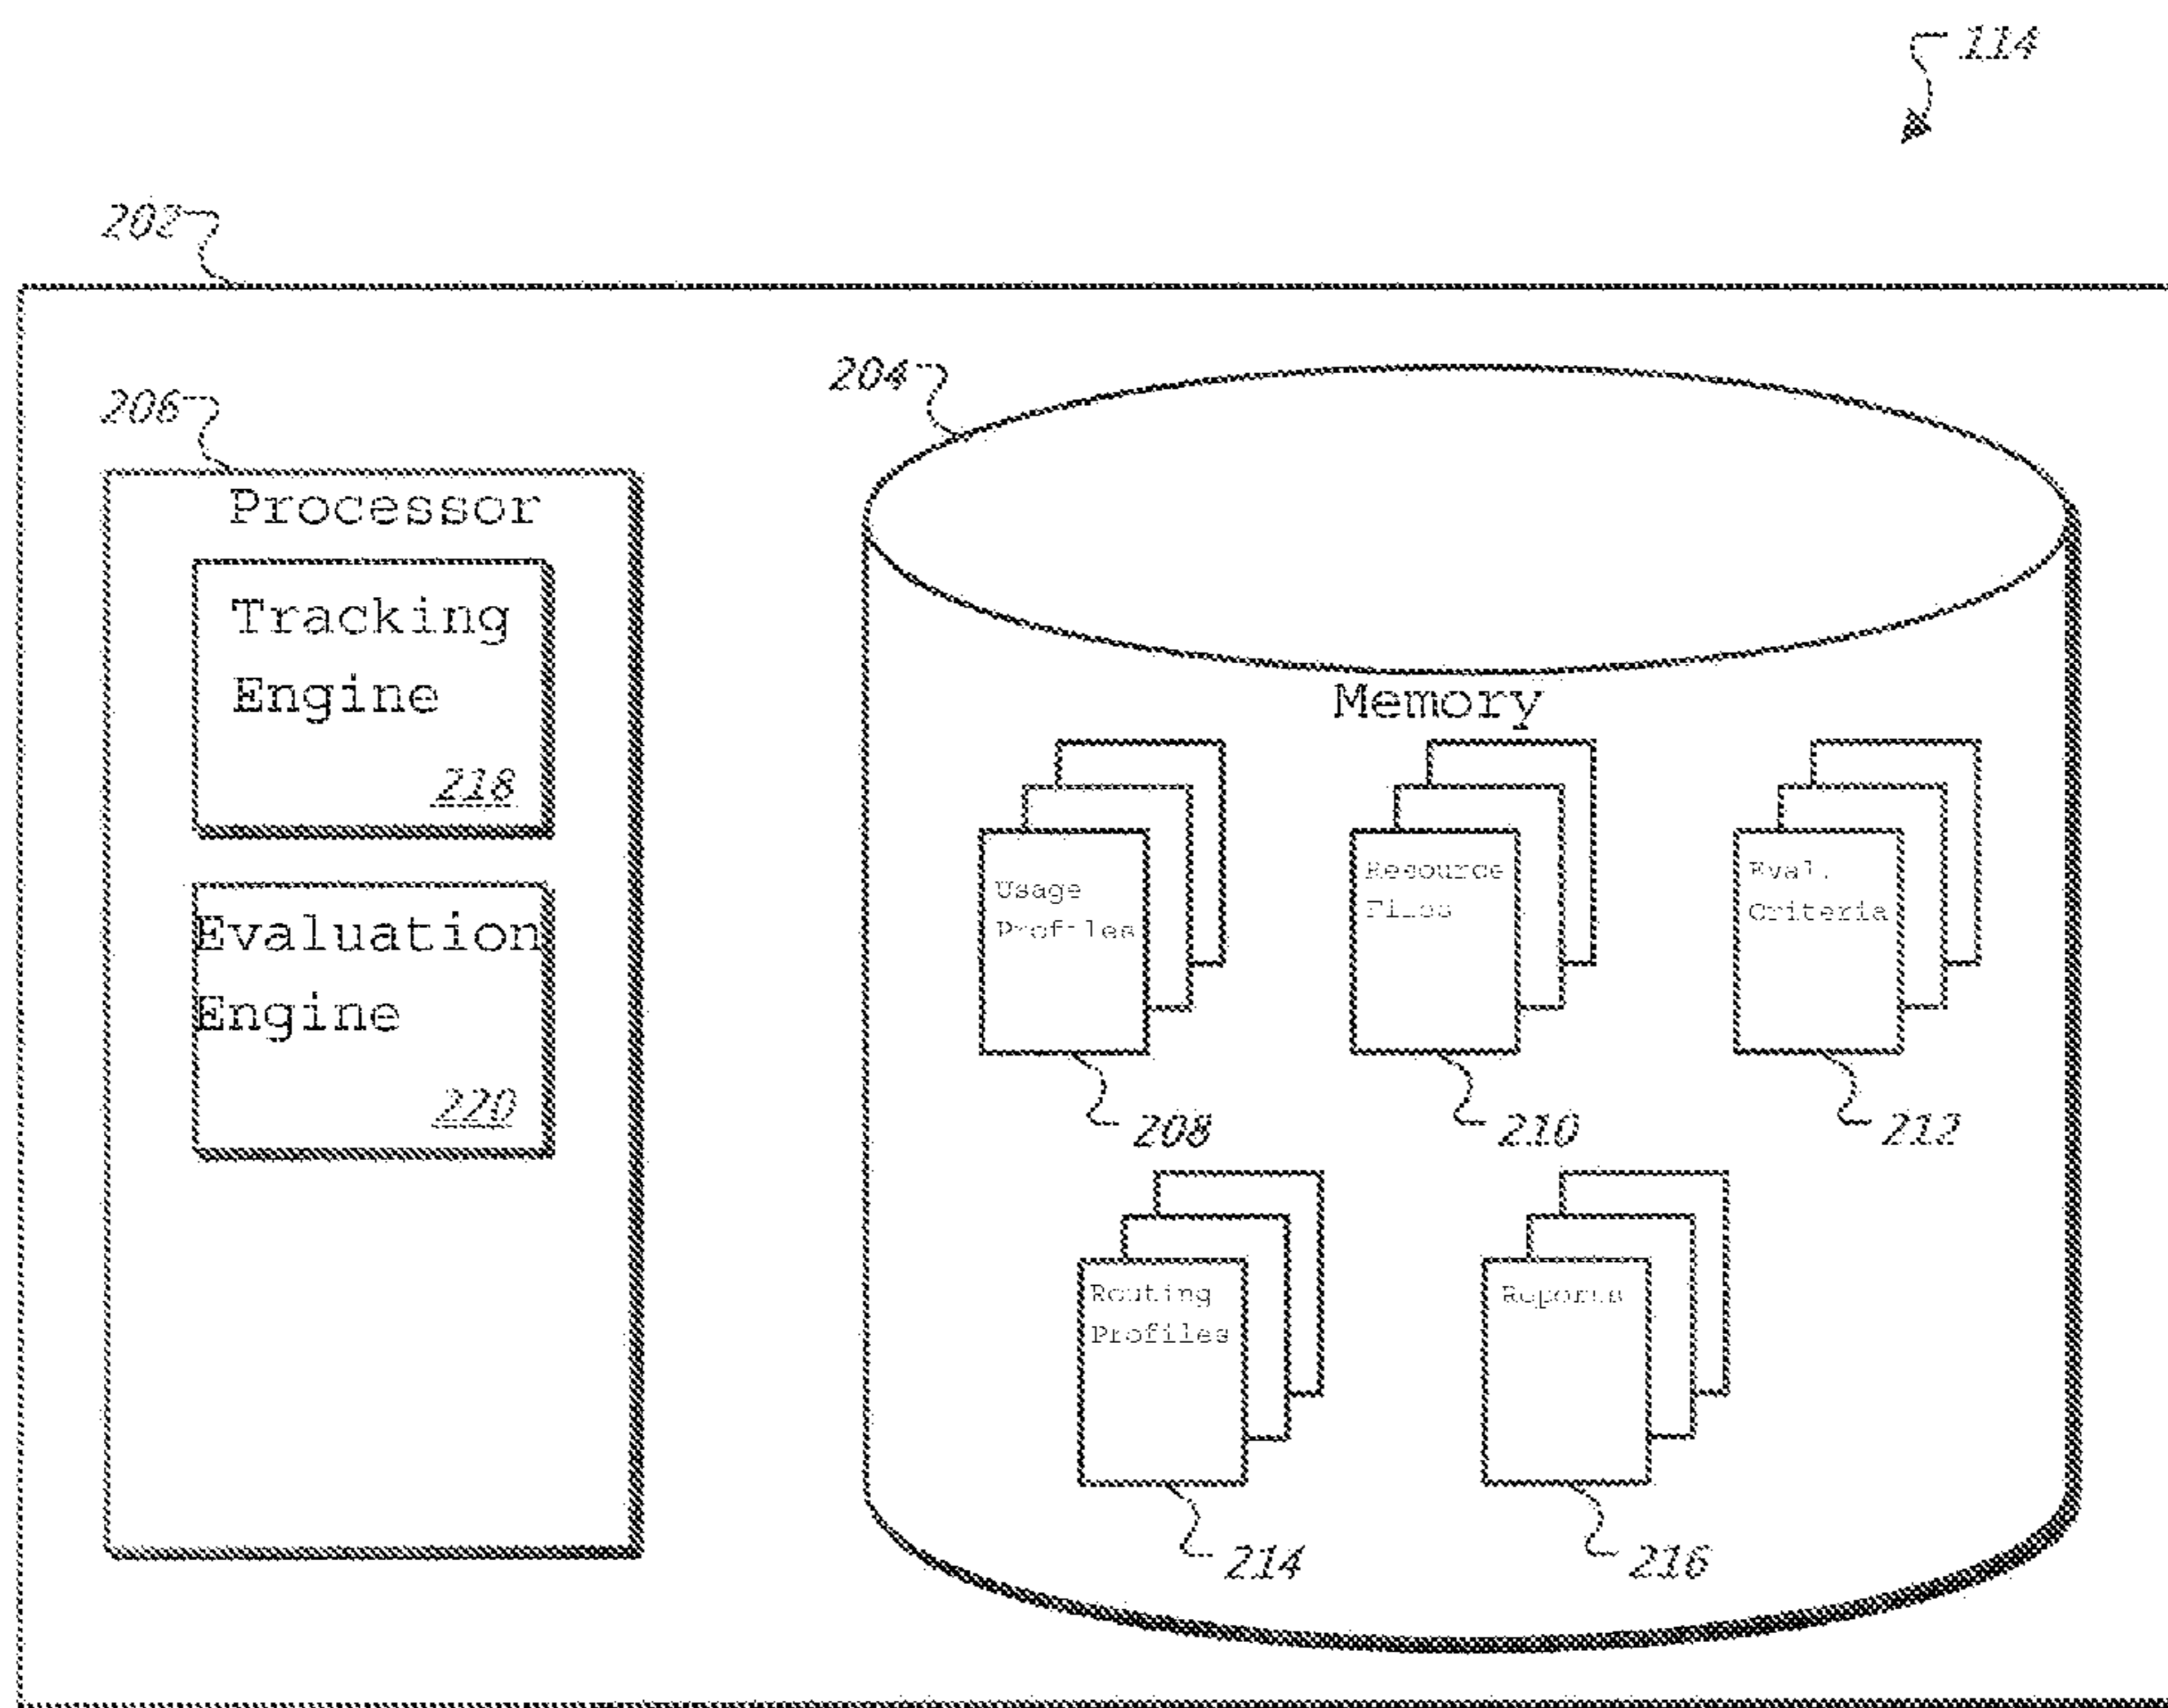 114
202
204
206
Processor
Tracking
Engine
218
Evaluation
Engine
220
Memory
Usage
Profiles
Resource
Files
Eval.
Criteria
208
210
212
Routing
Profiles
Reports
214
216